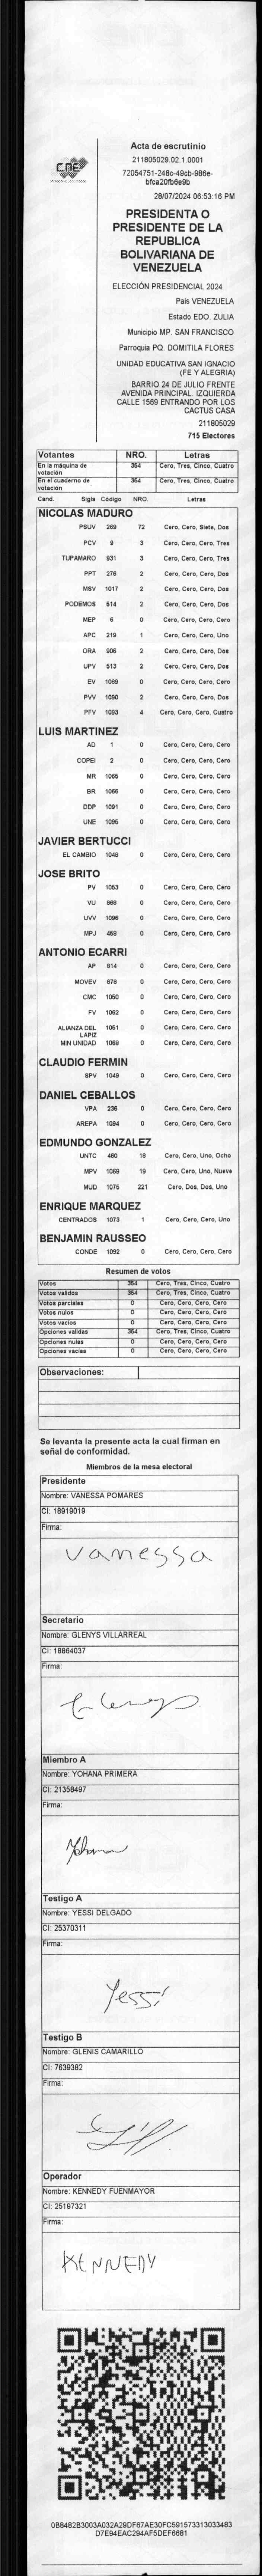 CNE
Acta de escrutinio
211805029.02.1.0001
72054751-248c-49cb-986e-
bfca20fb6e9b
28/07/2024 06:53:16 PM
PRESIDENTA O
PRESIDENTE DE LA
REPUBLICA
BOLIVARIANA DE
VENEZUELA
ELECCIÓN PRESIDENCIAL 2024
Pais VENEZUELA
Estado EDO. ZULIA
Municipio MP. SAN FRANCISCO
Parroquia PQ. DOMITILA FLORES
UNIDAD EDUCATIVA SAN IGNACIO
(FE Y ALEGRIA)
BARRIO 24 DE JULIO FRENTE
AVENIDA PRINCIPAL. IZQUIERDA
CALLE 1569 ENTRANDO POR LOS
CACTUS CASA
211805029
715 Electores
Votantes NRO. Letras
En la máquina de votación 354 Cero, Tres, Cinco, Cuatro
En el cuaderno de votación 354 Cero, Tres, Cinco, Cuatro
Cand. Sigla Código NRO. Letras
NICOLAS MADURO
PSUV 269 72 Cero, Cero, Siete, Dos
PCV 9 3 Cero, Cero, Cero, Tres
TUPAMARO 931 3 Cero, Cero, Cero, Tres
PPT 276 2 Cero, Cero, Cero, Dos
MSV 1017 2 Cero, Cero, Cero, Dos
PODEMOS 514 2 Cero, Cero, Cero, Dos
MEP 6 0 Cero, Cero, Cero, Cero
APC 219 1 Cero, Cero, Cero, Uno
ORA 906 2 Cero, Cero, Cero, Dos
UPV 513 2 Cero, Cero, Cero, Dos
EV 1089 0 Cero, Cero, Cero, Cero
PVV 1090 2 Cero, Cero, Cero, Dos
PFV 1093 4 Cero, Cero, Cero, Cuatro
LUIS MARTINEZ
AD 1 0 Cero, Cero, Cero, Cero
COPEI 2 0 Cero, Cero, Cero, Cero
MR 1065 0 Cero, Cero, Cero, Cero
BR 1066 0 Cero, Cero, Cero, Cero
DDP 1091 0 Cero, Cero, Cero, Cero
UNE 1095 0 Cero, Cero, Cero, Cero
JAVIER BERTUCCI
EL CAMBIO 1048 0 Cero, Cero, Cero, Cero
JOSE BRITO
PV 1053 0 Cero, Cero, Cero, Cero
VU 868 0 Cero, Cero, Cero, Cero
UVV 1096 0 Cero, Cero, Cero, Cero
MPJ 458 0 Cero, Cero, Cero, Cero
ANTONIO ECARRI
AP 814 0 Cero, Cero, Cero, Cero
MOVEV 878 0 Cero, Cero, Cero, Cero
CMC 1050 0 Cero, Cero, Cero, Cero
FV 1062 0 Cero, Cero, Cero, Cero
ALIANZA DEL LAPIZ 1051 0 Cero, Cero, Cero, Cero
MIN UNIDAD 1068 0 Cero, Cero, Cero, Cero
CLAUDIO FERMIN
SPV 1049 0 Cero, Cero, Cero, Cero
DANIEL CEBALLOS
VPA 236 0 Cero, Cero, Cero, Cero
AREPA 1094 0 Cero, Cero, Cero, Cero
EDMUNDO GONZALEZ
UNTC 460 18 Cero, Cero, Uno, Ocho
MPV 1069 19 Cero, Cero, Uno, Nueve
MUD 1075 221 Cero, Dos, Dos, Uno
ENRIQUE MARQUEZ
CENTRADOS 1073 1 Cero, Cero, Cero, Uno
BENJAMIN RAUSSEO
CONDE 1092 0 Cero, Cero, Cero, Cero
Resumen de votos
Votos 354 Cero, Tres, Cinco, Cuatro
Votos validos 354 Cero, Tres, Cinco, Cuatro
Votos parciales 0 Cero, Cero, Cero, Cero
Votos nulos 0 Cero, Cero, Cero, Cero
Votos vacios 0 Cero, Cero, Cero, Cero
Opciones validas 354 Cero, Tres, Cinco, Cuatro
Opciones nulas 0 Cero, Cero, Cero, Cero
Opciones vacias 0 Cero, Cero, Cero, Cero
Observaciones:
Se levanta la presente acta la cual firman en
señal de conformidad.
Miembros de la mesa electoral
Presidente
Nombre: VANESSA POMARES
CI: 18919019
Firma:
Vanessa
Secretario
Nombre: GLENYS VILLARREAL
CI: 18864037
Firma:
Glenys
Miembro A
Nombre: YOHANA PRIMERA
CI: 21358497
Firma:
Yohana
Testigo A
Nombre: YESSI DELGADO
CI: 25370311
Firma:
Yessi
Testigo B
Nombre: GLENIS CAMARILLO
CI: 7639382
Firma:
Operador
Nombre: KENNEDY FUENMAYOR
CI: 25197321
Firma:
KENNEDY
0B8482B3003A032A29DF67AE30FC591573313033483
D7E94EAC294AF5DEF6681